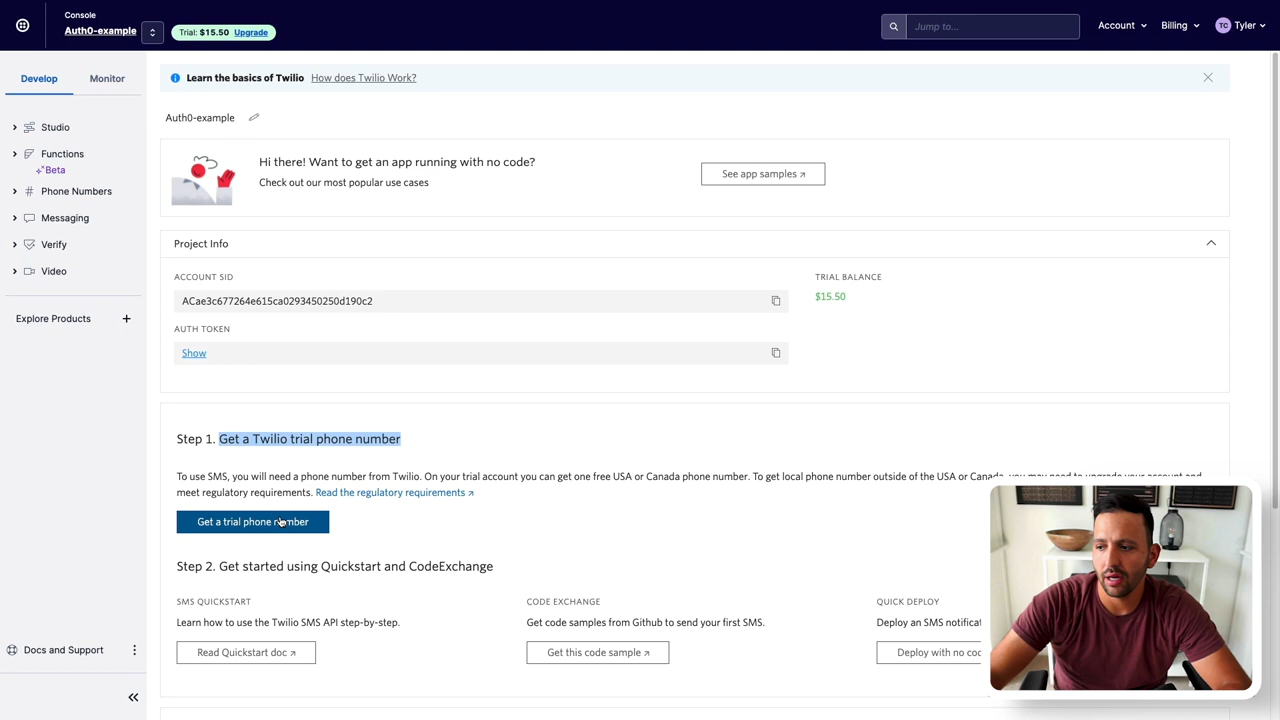 Console
Auth0-example
Trial: $15.50 Upgrade
Jump to...
Account
Billing
TC Tyler
Develop
Monitor
Studio
Functions
Beta
Phone Numbers
Messaging
Verify
Video
Explore Products
Docs and Support
Learn the basics of Twilio How does Twilio Work?
Auth0-example
Hi there! Want to get an app running with no code?
Check out our most popular use cases
See app samples
Project Info
ACCOUNT SID
ACae3c677264e615ca0293450250d190c2
TRIAL BALANCE
$15.50
AUTH TOKEN
Show
Step 1. Get a Twilio trial phone number
To use SMS, you will need a phone number from Twilio. On your trial account you can get one free USA or Canada phone number. To get local phone number outside of the USA or Canada, you may need to upgrade your account and
meet regulatory requirements. Read the regulatory requirements
Get a trial phone number
Step 2. Get started using Quickstart and CodeExchange
SMS QUICKSTART
Learn how to use the Twilio SMS API step-by-step.
Read Quickstart doc
CODE EXCHANGE
Get code samples from Github to send your first SMS.
Get this code sample
QUICK DEPLOY
Deploy an SMS
Deploy with no